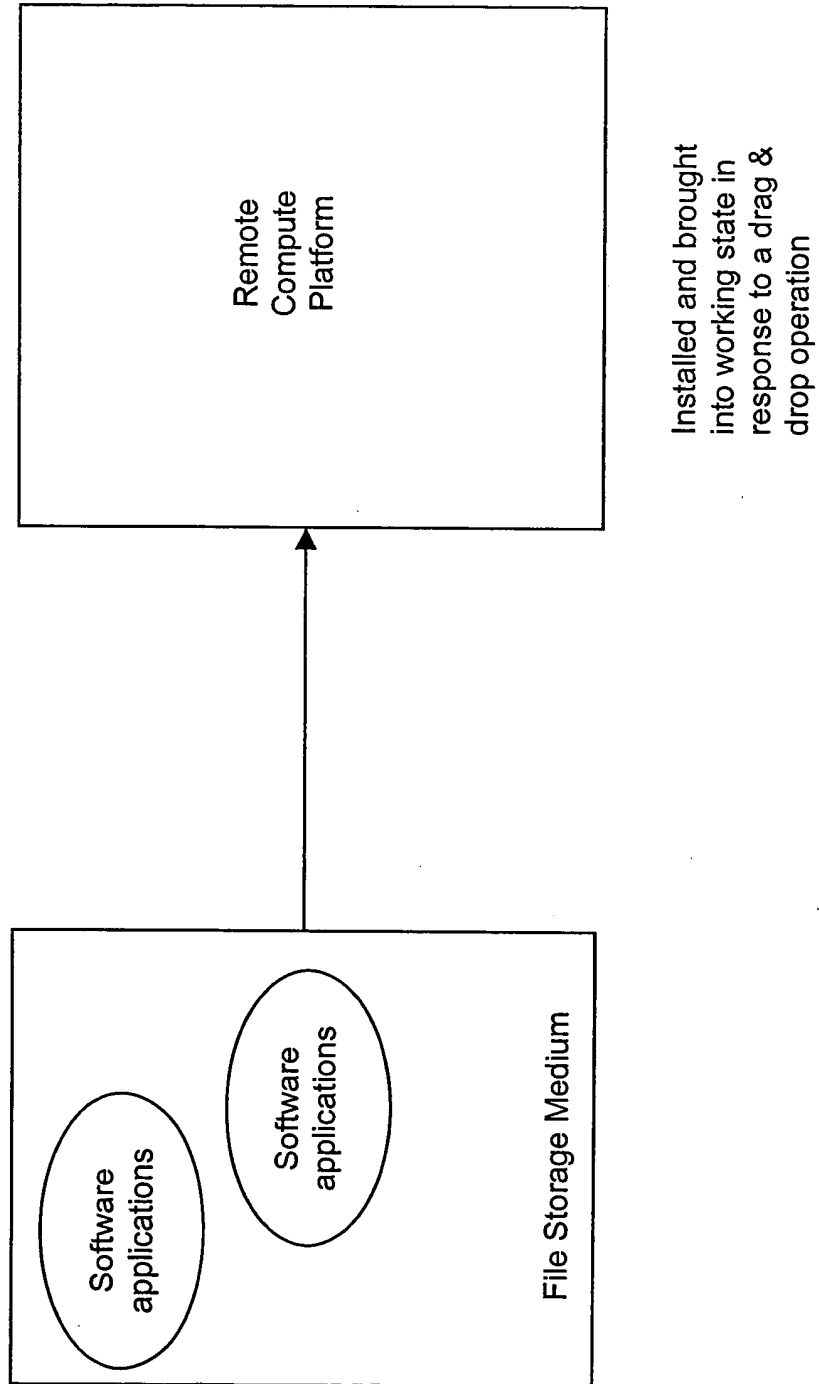 Software
applications
Software
applications
File Storage Medium
Remote
Compute
Platform
Installed and brought
into working state in
response to a drag &
drop operation